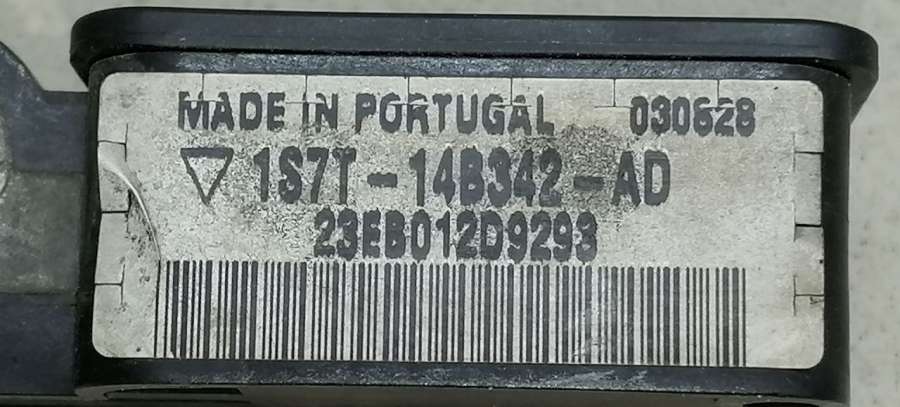 MADE IN PORTUGAL 030628
1S7T-14B342-AD
23EB012D9293